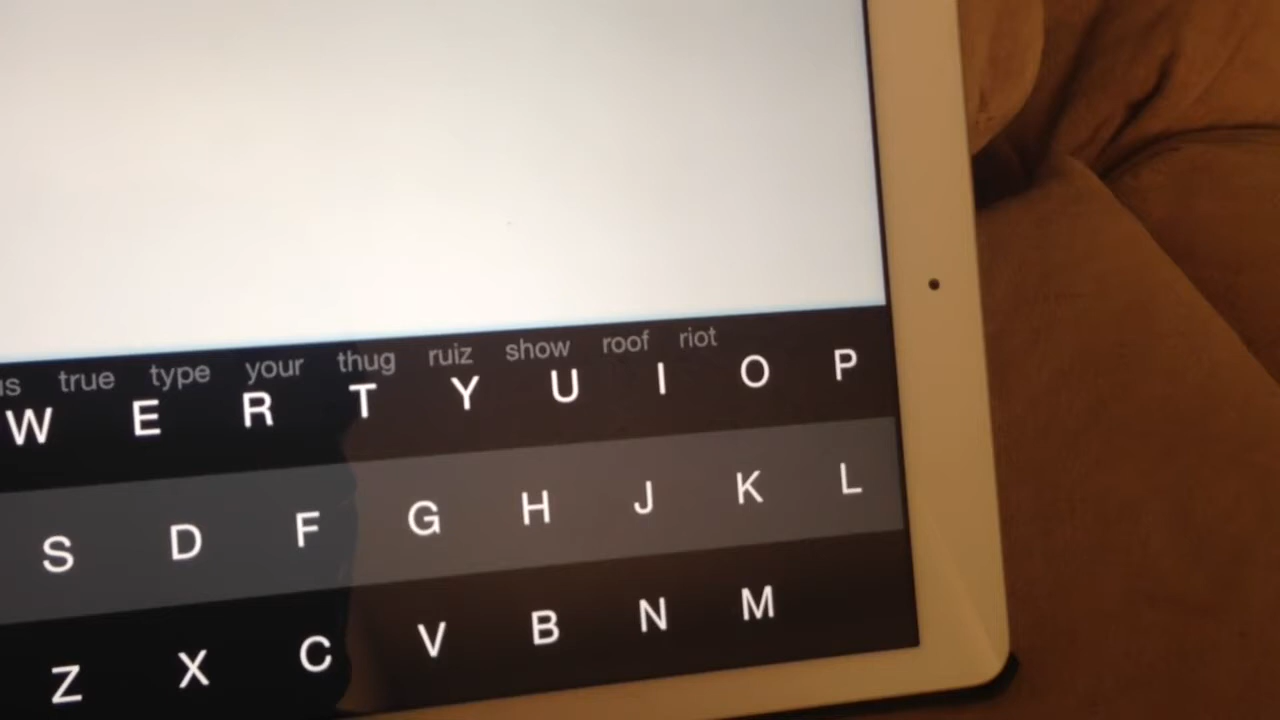 true type your thug ruiz show roof riot
W E R T Y U I O P
S D F G H J K L
Z X C V B N M